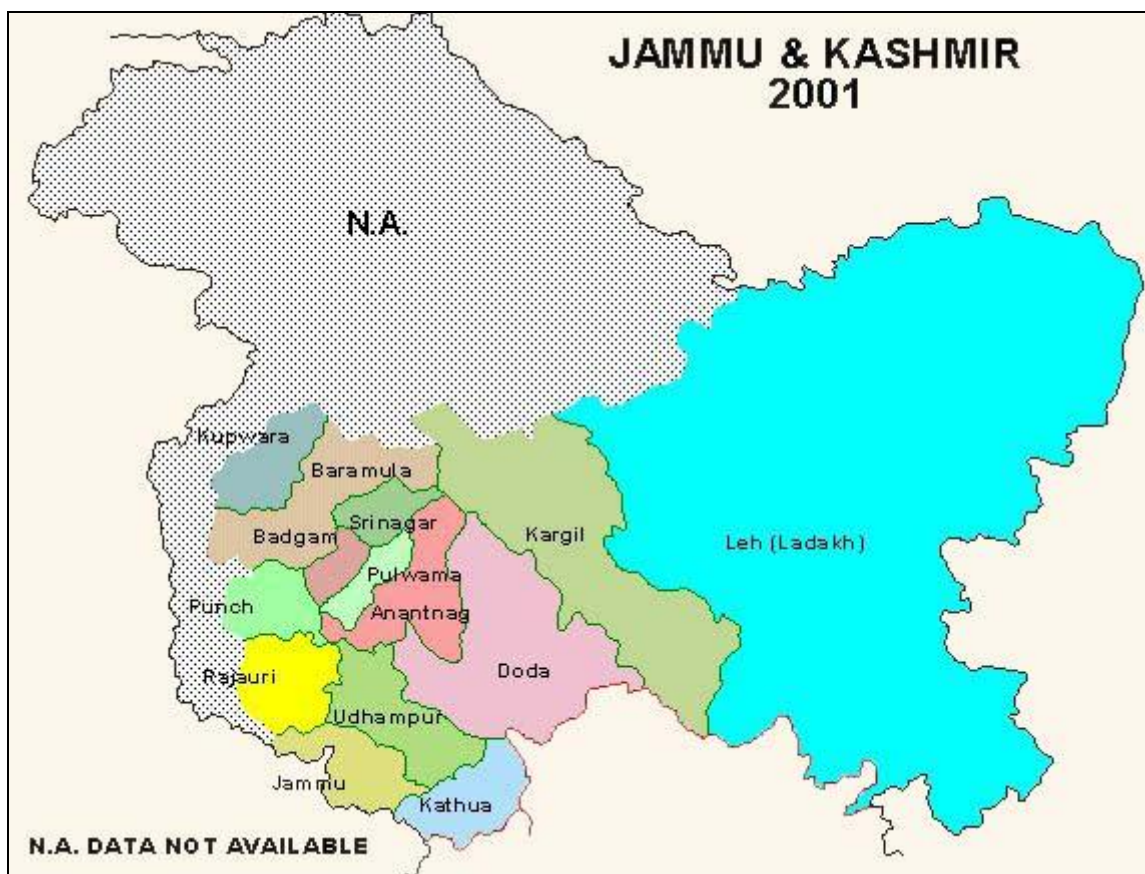 JAMMU & KASHMIR
2001
N.A.
Kupwara
Baramula
Srinagar
Badgam
Kargil
Leh (Ladakh)
Pulwama
Punch
Anantnag
Rajauri
Doda
Udhampur
Jammu
Kathua
N.A. DATA NOT AVAILABLE